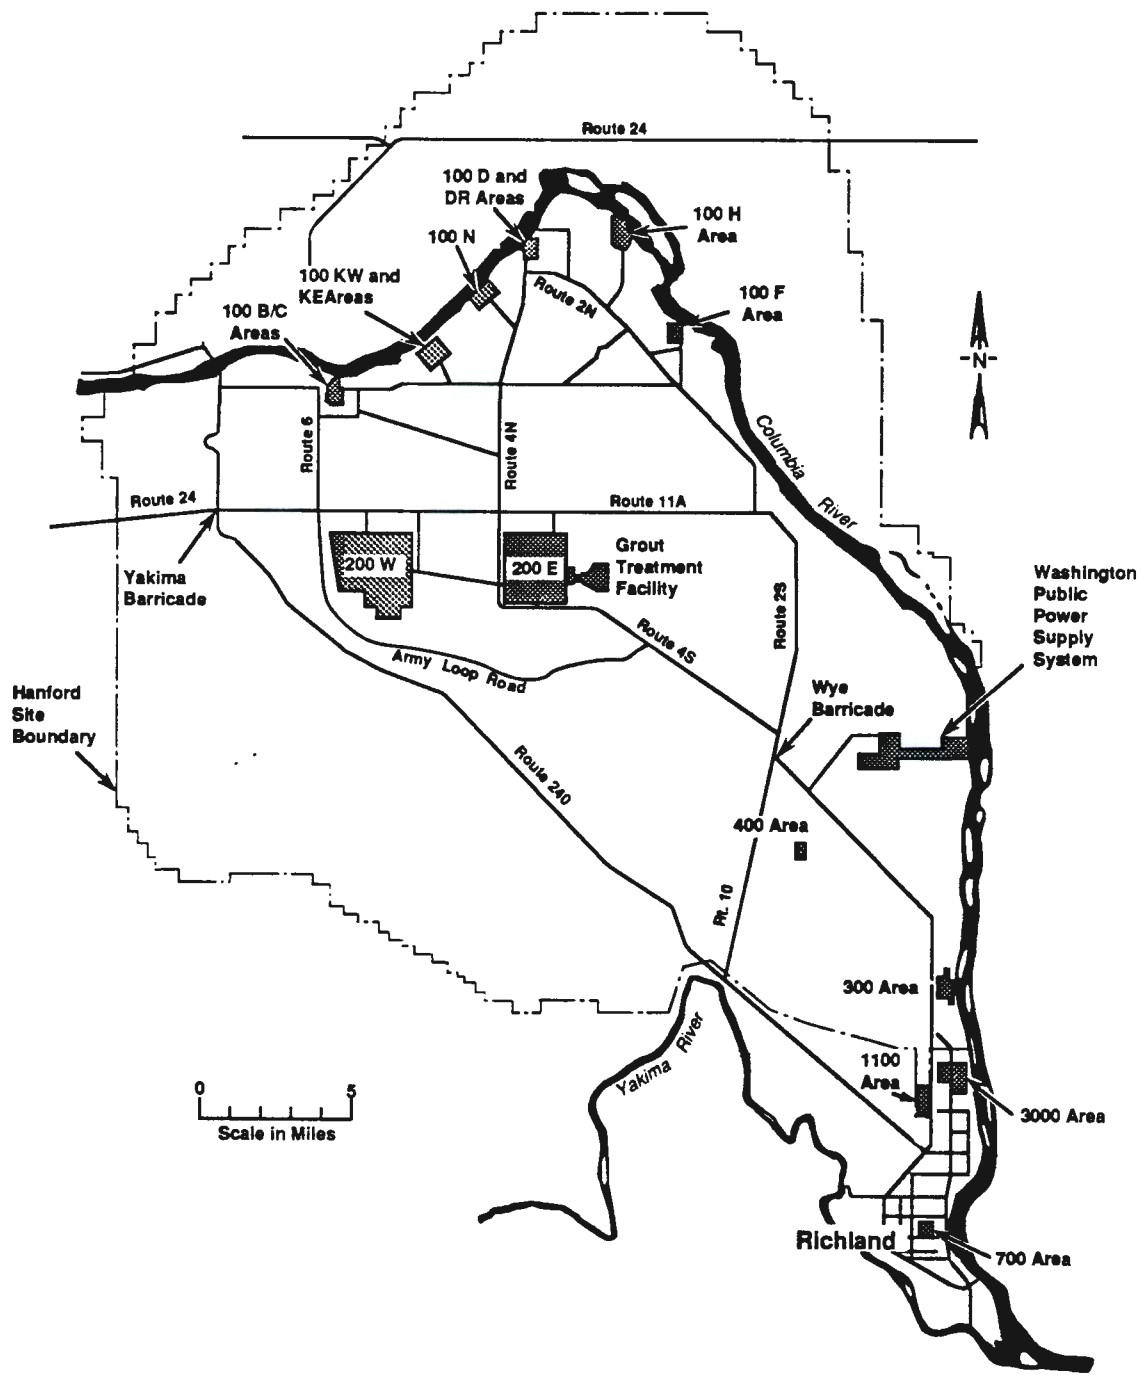 Route 24
100 D and
DR Areas
100 H
Area
100 N
100 KW and
KEAreas
Route 2N
100 F
Area
100 B/C
Areas
N
Route 6
Route 4N
Columbia
River
Route 24
Route 11A
Yakima
Barricade
200 W
200 E
Grout
Treatment
Facility
Route 2S
Washington
Public
Power
Supply
System
Route 4S
Army Loop Road
Hanford
Site
Boundary
Wye
Barricade
Route 240
400 Area
Rt. 10
300 Area
Yakima River
1100
Area
3000 Area
0 5
Scale in Miles
Richland
700 Area